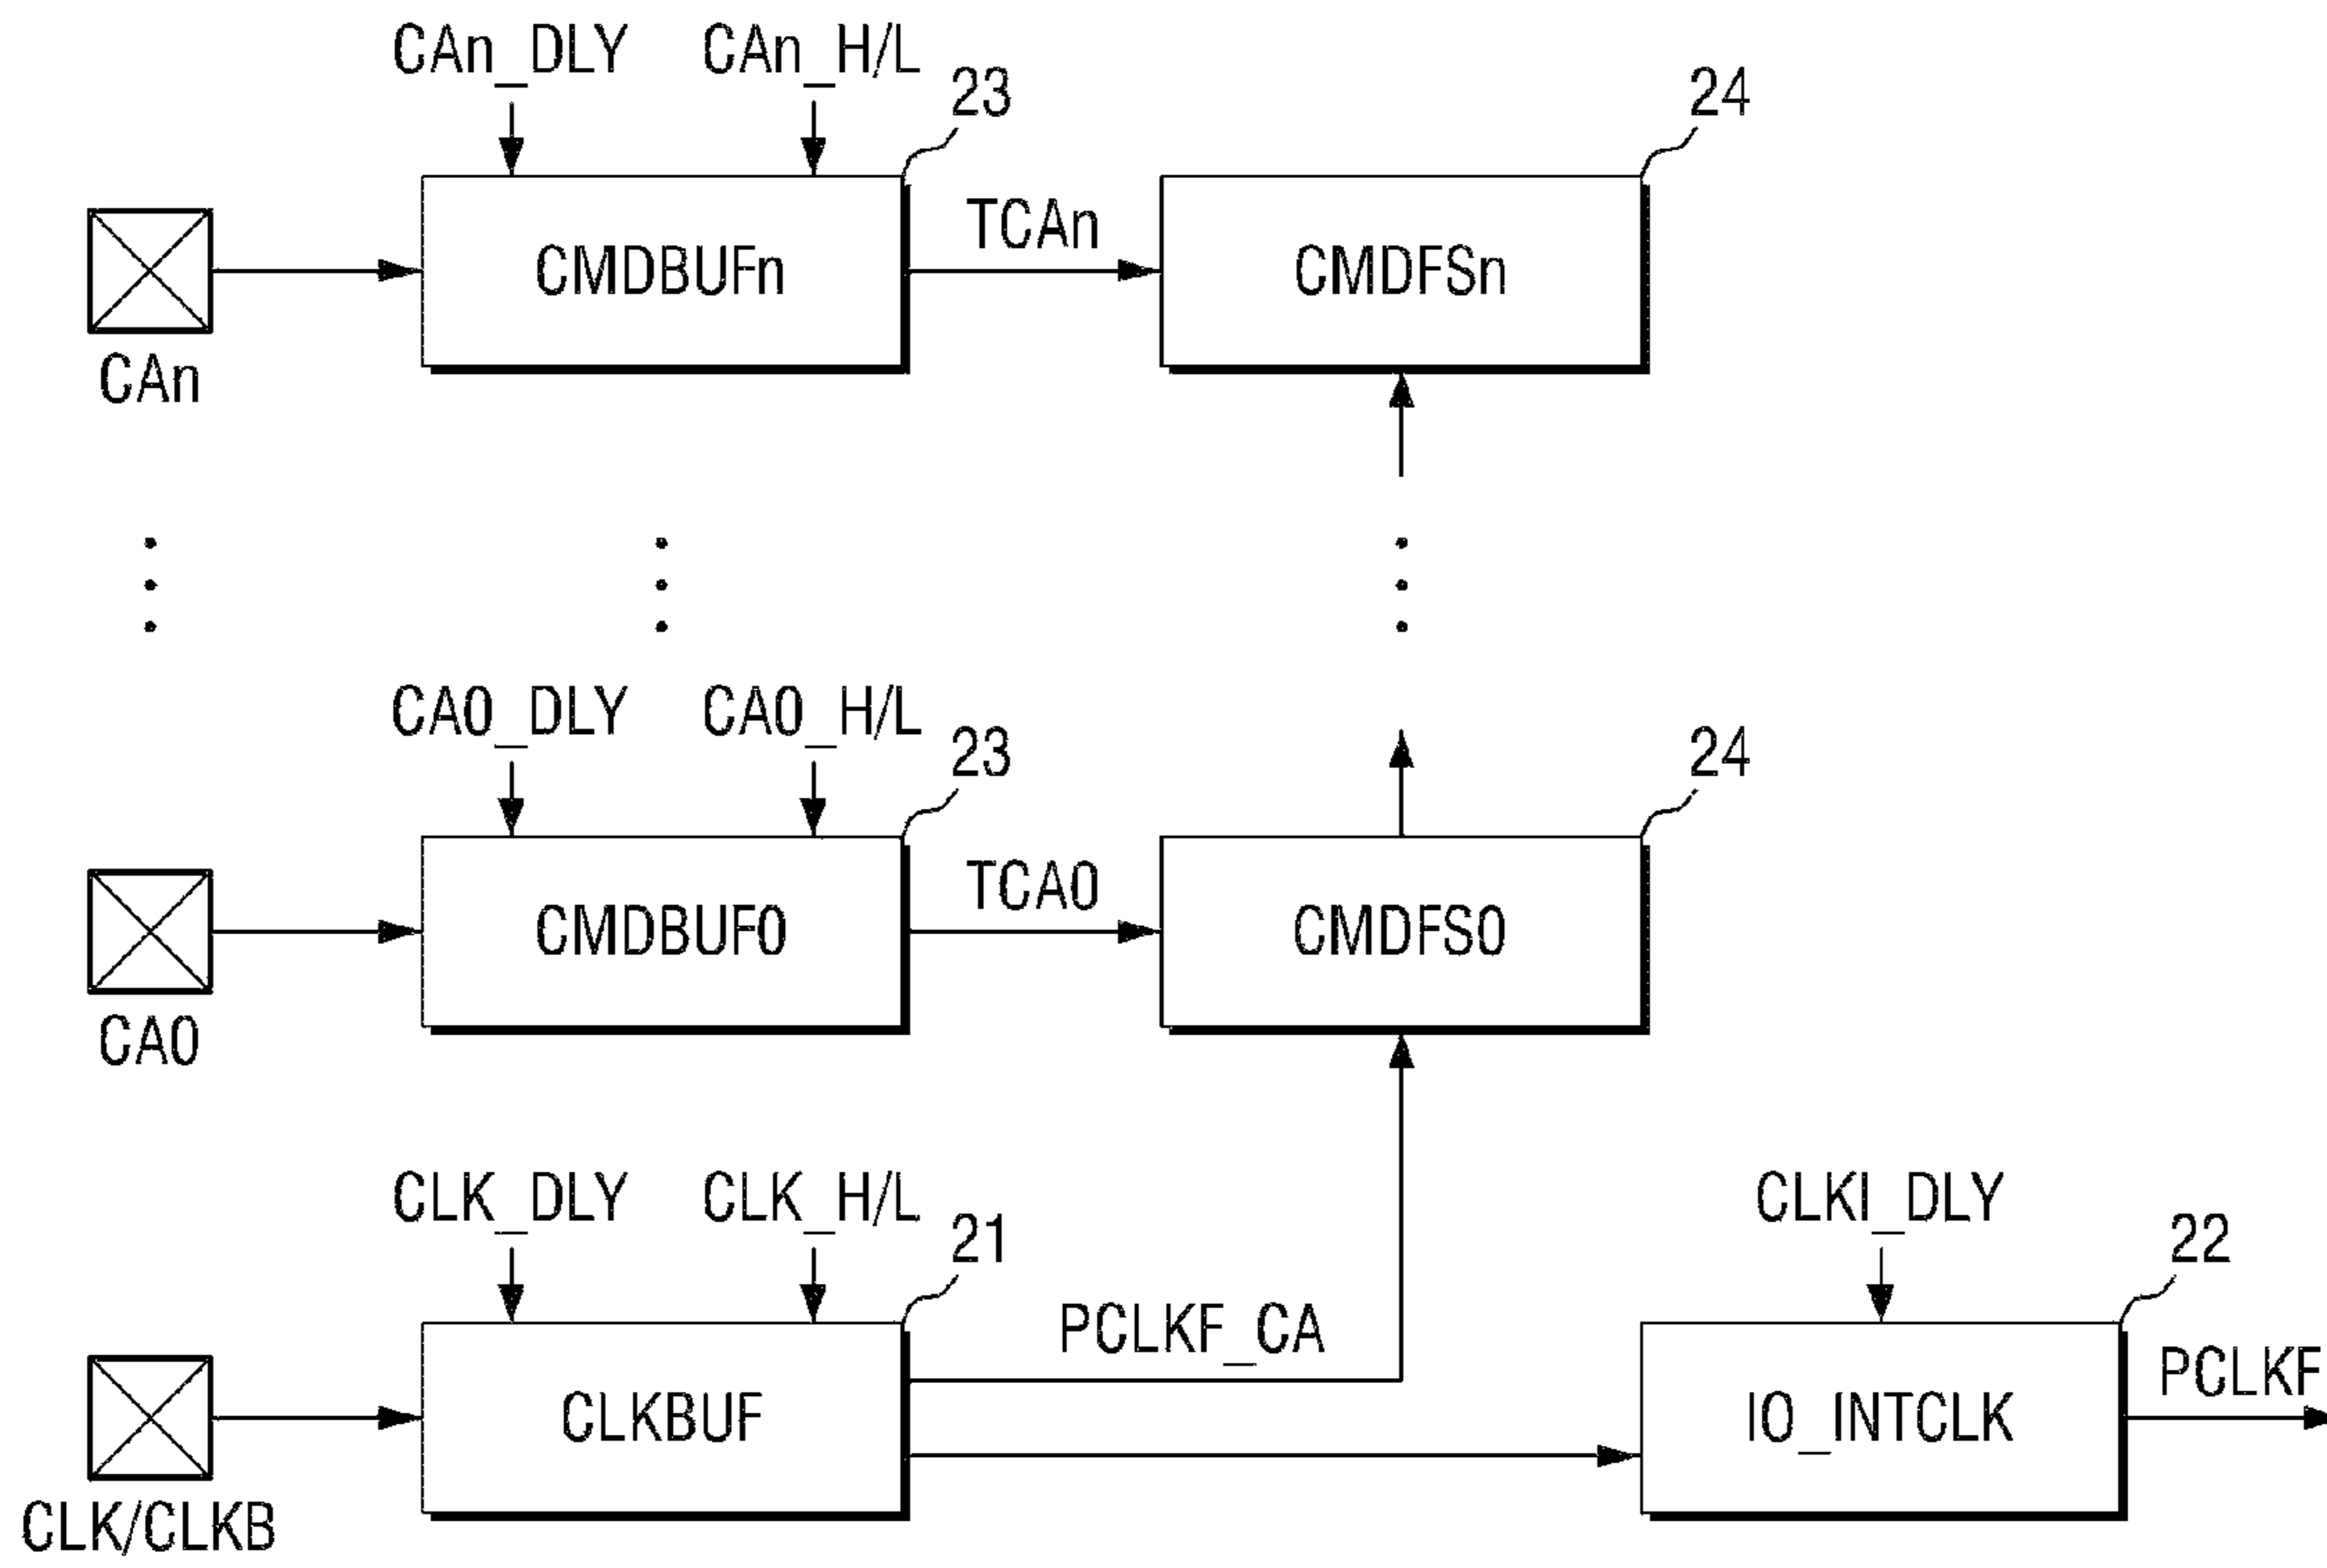 CAn_DLY CAn_H/L
23
24
CMDBUFn
TCAn
CMDFSn
CAn
CA0_DLY CA0_H/L
23
24
CMDBUF0
TCA0
CMDFS0
CA0
CLK_DLY CLK_H/L
21
CLKI_DLY
22
PCLKF_CA
CLKBUF
IO_INTCLK
PCLKF
CLK/CLKB